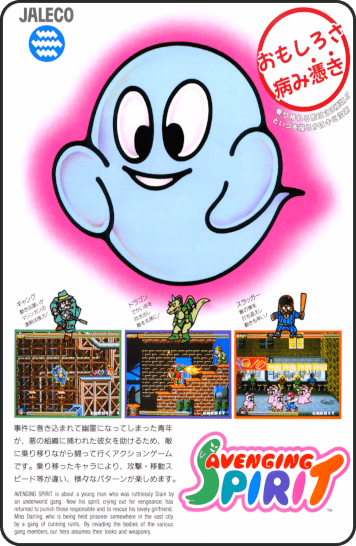 JALECO
おもしろさ
病み憑き
ギャング
ドラゴン
スラッガー
CREDIT
CREDIT
CREDIT
事件に巻き込まれて幽霊になってしまった青年
が、悪の組織に捕われた彼女を助けるため、敵
に乗り移りながら闘って行くアクションゲーム
です。乗り移ったキャラにより、攻撃・移動ス
ピード等が違い、様々なパターンが楽しめます。
AVENGING SPIRIT is about a young man who was ruthlessly Slare by
an underworld gang. Now his spirit, crying out for vengeance, has
returned to punish those responsible and to rescue his lovely girlfriend,
Miss Darling, who is being held prisoner somewhere in the vast city
by a gang of cunning runts. By invading the bodies of the various
gang members, our hero assumes their looks and weaponry.
AVENGING
SPIRIT
TM